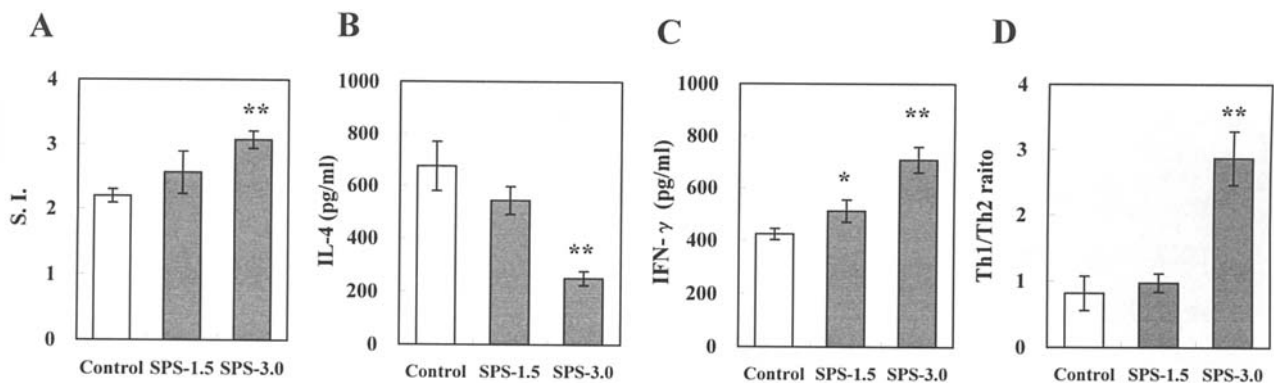 A
S. I.
4
3
2
1
0
**
Control SPS-1.5 SPS-3.0
B
IL-4 (pg/ml)
1000
800
600
400
200
0
**
Control SPS-1.5 SPS-3.0
C
IFN- γ (pg/ml)
1000
800
600
400
200
0
*
**
Control SPS-1.5 SPS-3.0
D
Th1/Th2 raito
4
3
2
1
0
**
Control SPS-1.5 SPS-3.0